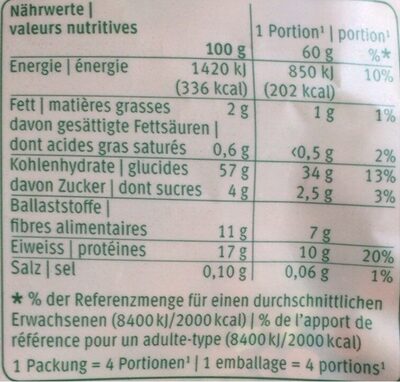 Nährwerte |
valeurs nutritives 1 Portion¹ | portion¹
100 g 60 g %*
Energie | énergie 1420 kJ 850 kJ 10%
(336 kcal) (202 kcal)
Fett | matières grasses 2 g 1 g 1%
davon gesättigte Fettsäuren |
dont acides gras saturés 0,6 g <0,5 g 2%
Kohlenhydrate | glucides 57 g 34 g 13%
davon Zucker | dont sucres 4 g 2,5 g 3%
Ballaststoffe |
fibres alimentaires 11 g 7 g
Eiweiss | protéines 17 g 10 g 20%
Salz | sel 0,10 g 0,06 g 1%
* % der Referenzmenge für einen durchschnittlichen
Erwachsenen (8400 kJ/2000 kcal) | % de l'apport de
référence pour un adulte-type (8400 kJ/2000 kcal)
1 Packung = 4 Portionen¹ | 1 emballage = 4 portions¹